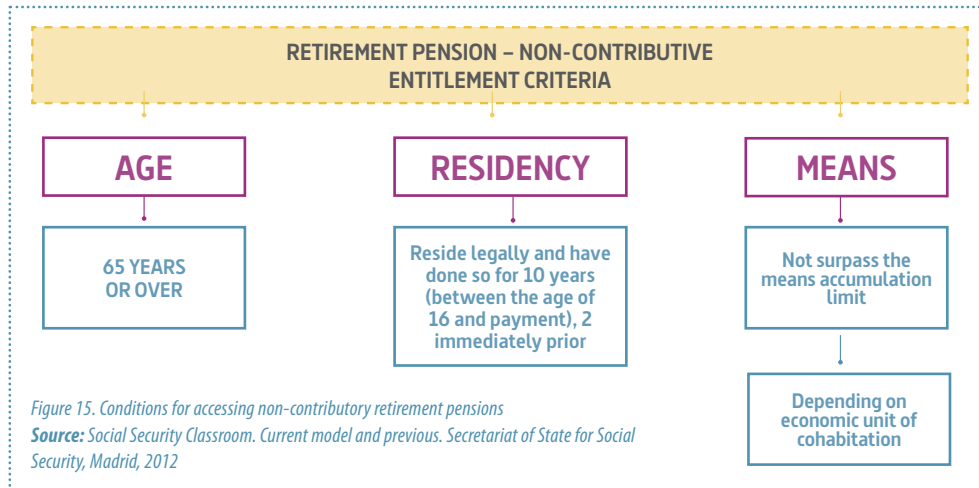 RETIREMENT PENSION – NON-CONTRIBUTIVE
ENTITLEMENT CRITERIA
AGE
65 YEARS
OR OVER
RESIDENCY
Reside legally and have
done so for 10 years
(between the age of
16 and payment), 2
immediately prior
MEANS
Not surpass the
means accumulation
limit
Depending on
economic unit of
cohabitation
Figure 15. Conditions for accessing non-contributory retirement pensions
Source: Social Security Classroom. Current model and previous. Secretariat of State for Social
Security, Madrid, 2012